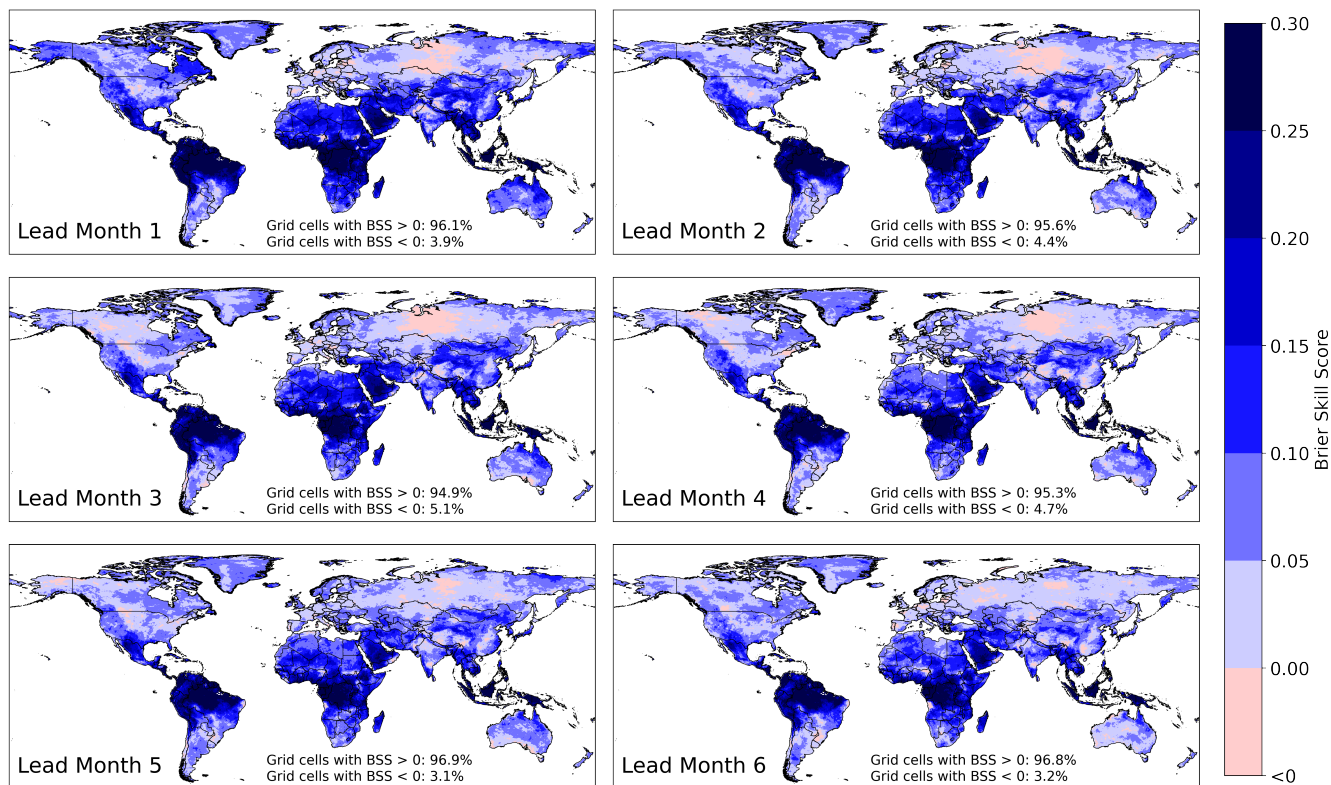 Lead Month 1
Grid cells with BSS > 0: 96.1%
Grid cells with BSS < 0: 3.9%
Lead Month 2
Grid cells with BSS > 0: 95.6%
Grid cells with BSS < 0: 4.4%
Lead Month 3
Grid cells with BSS > 0: 94.9%
Grid cells with BSS < 0: 5.1%
Lead Month 4
Grid cells with BSS > 0: 95.3%
Grid cells with BSS < 0: 4.7%
Lead Month 5
Grid cells with BSS > 0: 96.9%
Grid cells with BSS < 0: 3.1%
Lead Month 6
Grid cells with BSS > 0: 96.8%
Grid cells with BSS < 0: 3.2%
0.30
0.25
0.20
0.15
0.10
0.05
0.00
<0
Brier Skill Score